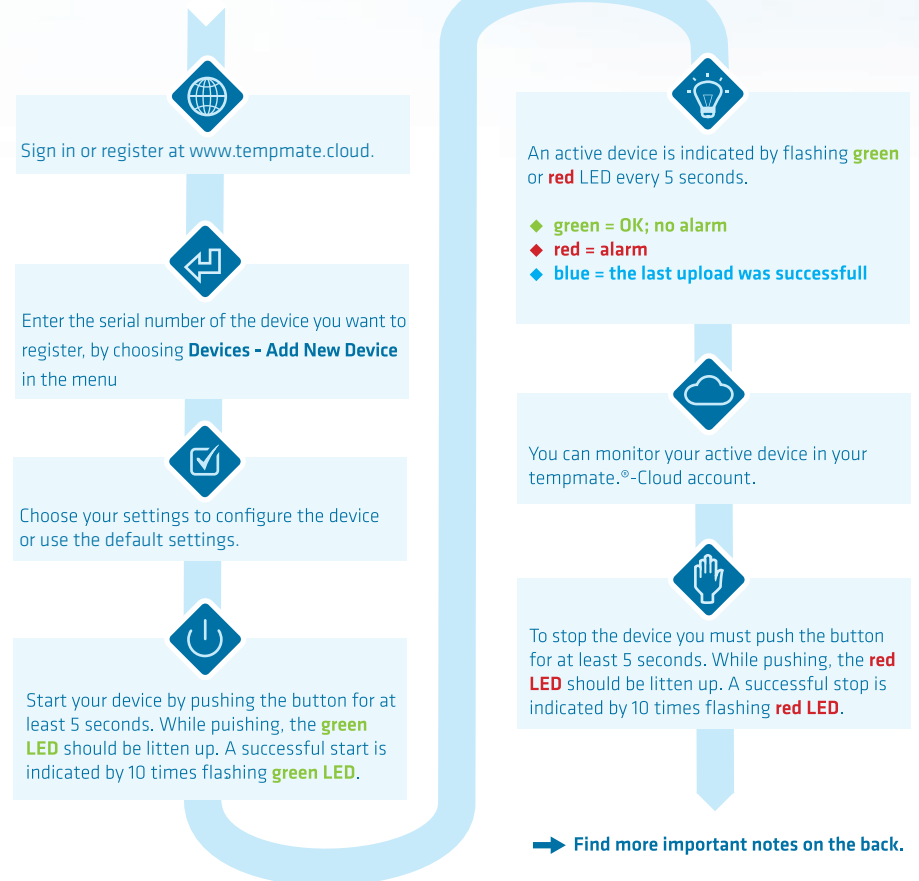 Sign in or register at www.tempmate.cloud.
Enter the serial number of the device you want to
register, by choosing Devices - Add New Device
in the menu
Choose your settings to configure the device
or use the default settings.
Start your device by pushing the button for at
least 5 seconds. While puishing, the green
LED should be litten up. A successful start is
indicated by 10 times flashing green LED.
An active device is indicated by flashing green
or red LED every 5 seconds.
◆ green = OK; no alarm
◆ red = alarm
◆ blue = the last upload was successfull
You can monitor your active device in your
tempmate.®-Cloud account.
To stop the device you must push the button
for at least 5 seconds. While pushing, the red
LED should be litten up. A successful stop is
indicated by 10 times flashing red LED.
Find more important notes on the back.